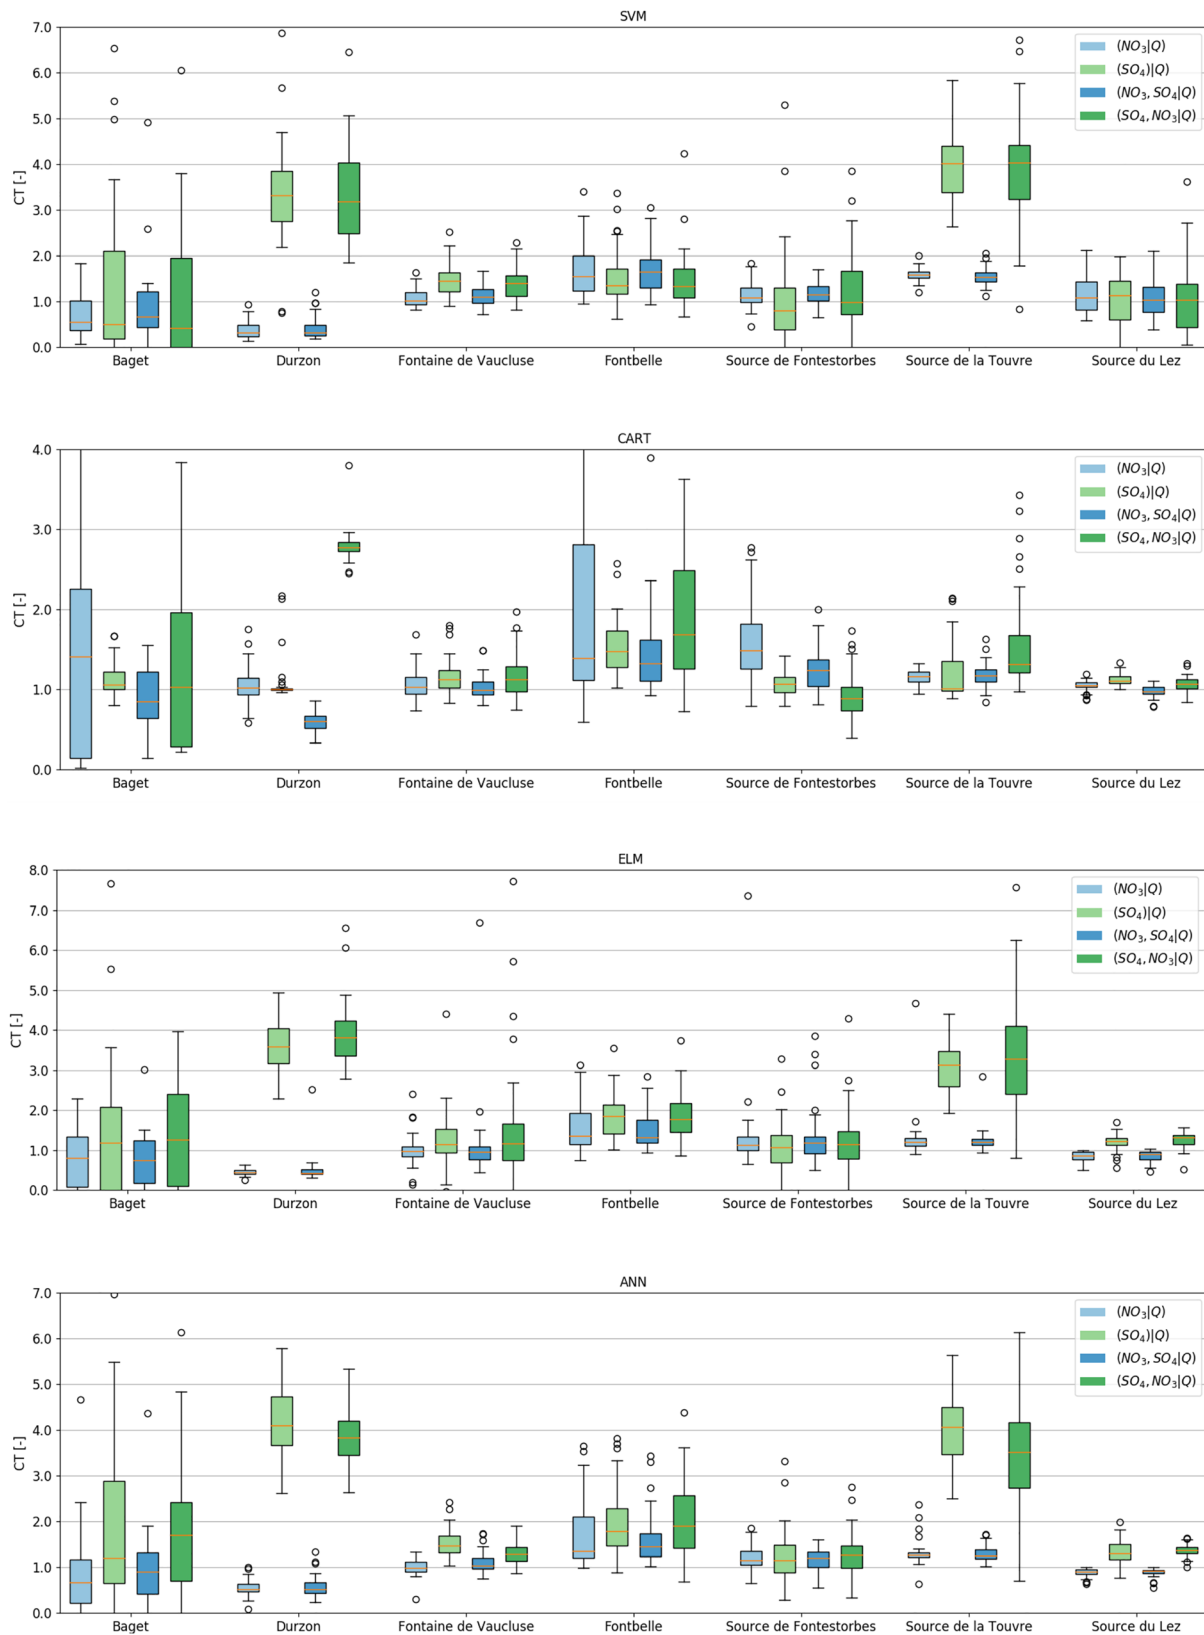 SVM
7.0
6.0
5.0
4.0
3.0
2.0
1.0
0.0
CT [-]
(NO₃|Q)
(SO₄)|Q)
(NO₃, SO₄|Q)
(SO₄, NO₃|Q)
Baget Durzon Fontaine de Vaucluse Fontbelle Source de Fontestorbes Source de la Touvre Source du Lez
CART
4.0
3.0
2.0
1.0
0.0
CT [-]
(NO₃|Q)
(SO₄)|Q)
(NO₃, SO₄|Q)
(SO₄, NO₃|Q)
Baget Durzon Fontaine de Vaucluse Fontbelle Source de Fontestorbes Source de la Touvre Source du Lez
ELM
8.0
7.0
6.0
5.0
4.0
3.0
2.0
1.0
0.0
CT [-]
(NO₃|Q)
(SO₄)|Q)
(NO₃, SO₄|Q)
(SO₄, NO₃|Q)
Baget Durzon Fontaine de Vaucluse Fontbelle Source de Fontestorbes Source de la Touvre Source du Lez
ANN
7.0
6.0
5.0
4.0
3.0
2.0
1.0
0.0
CT [-]
(NO₃|Q)
(SO₄)|Q)
(NO₃, SO₄|Q)
(SO₄, NO₃|Q)
Baget Durzon Fontaine de Vaucluse Fontbelle Source de Fontestorbes Source de la Touvre Source du Lez